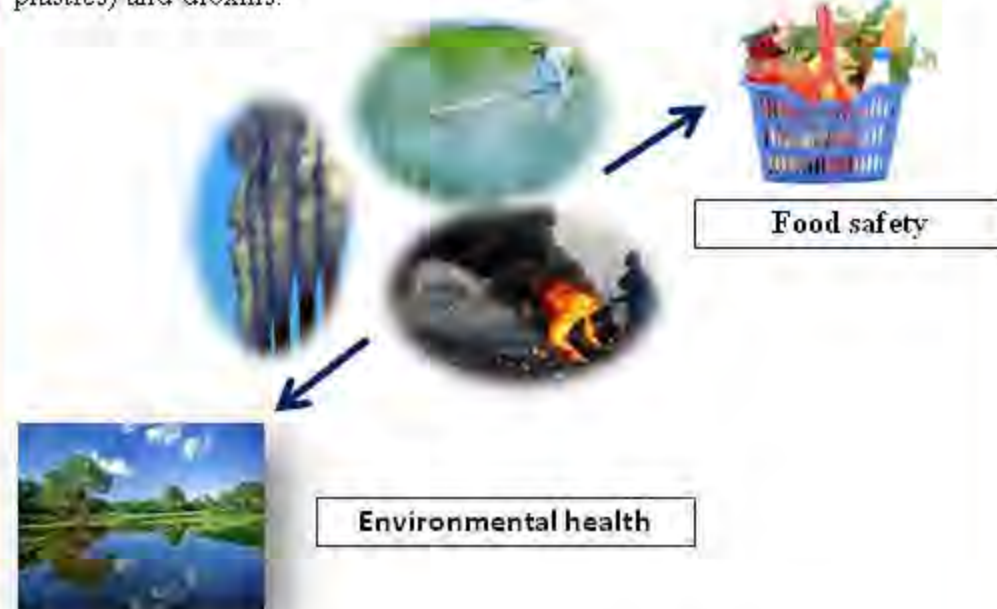 plastics) and dioxins.
Food safety
Environmental health